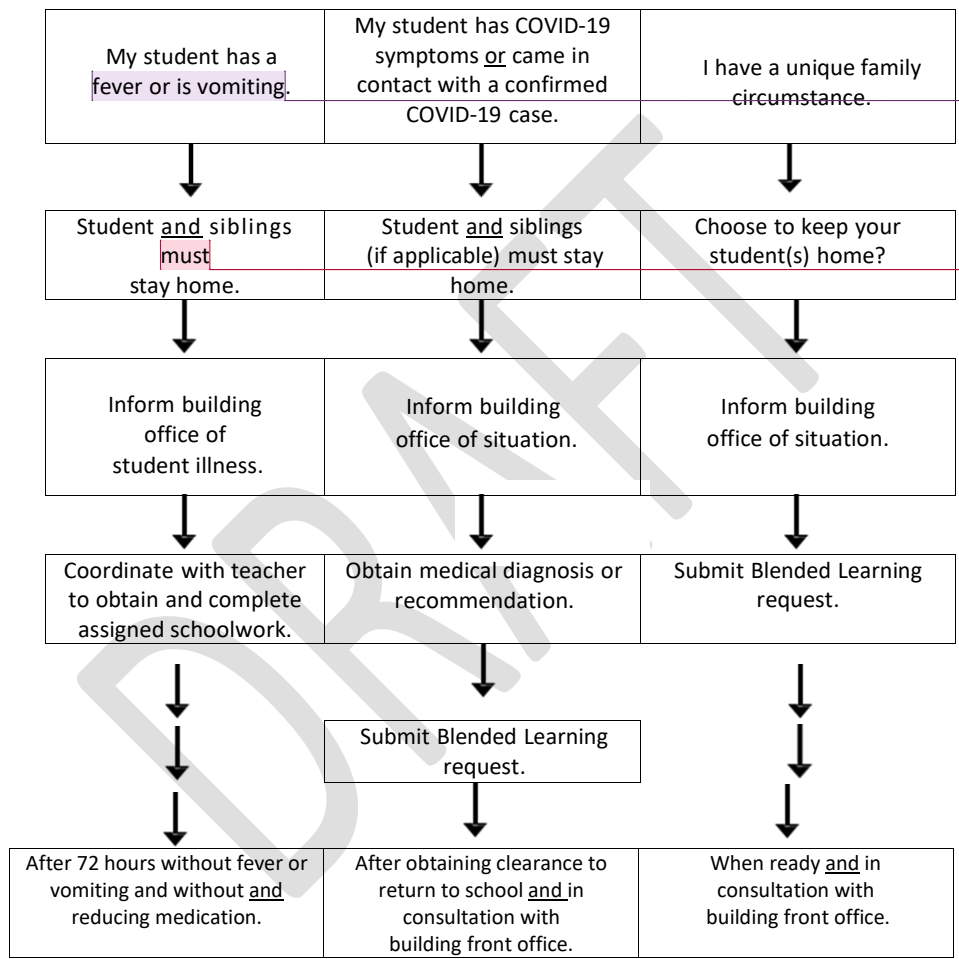 My student has a
fever or is vomiting.
My student has COVID-19
symptoms or came in
contact with a confirmed
COVID-19 case.
I have a unique family
circumstance.
Student and siblings
must
stay home.
Student and siblings
(if applicable) must stay
home.
Choose to keep your
student(s) home?
Inform building
office of
student illness.
Inform building
office of situation.
Inform building
office of situation.
Coordinate with teacher
to obtain and complete
assigned schoolwork.
Obtain medical diagnosis or
recommendation.
Submit Blended Learning
request.
Submit Blended Learning
request.
After 72 hours without fever or
vomiting and without and
reducing medication.
After obtaining clearance to
return to school and in
consultation with
building front office.
When ready and in
consultation with
building front office.
DRAFT